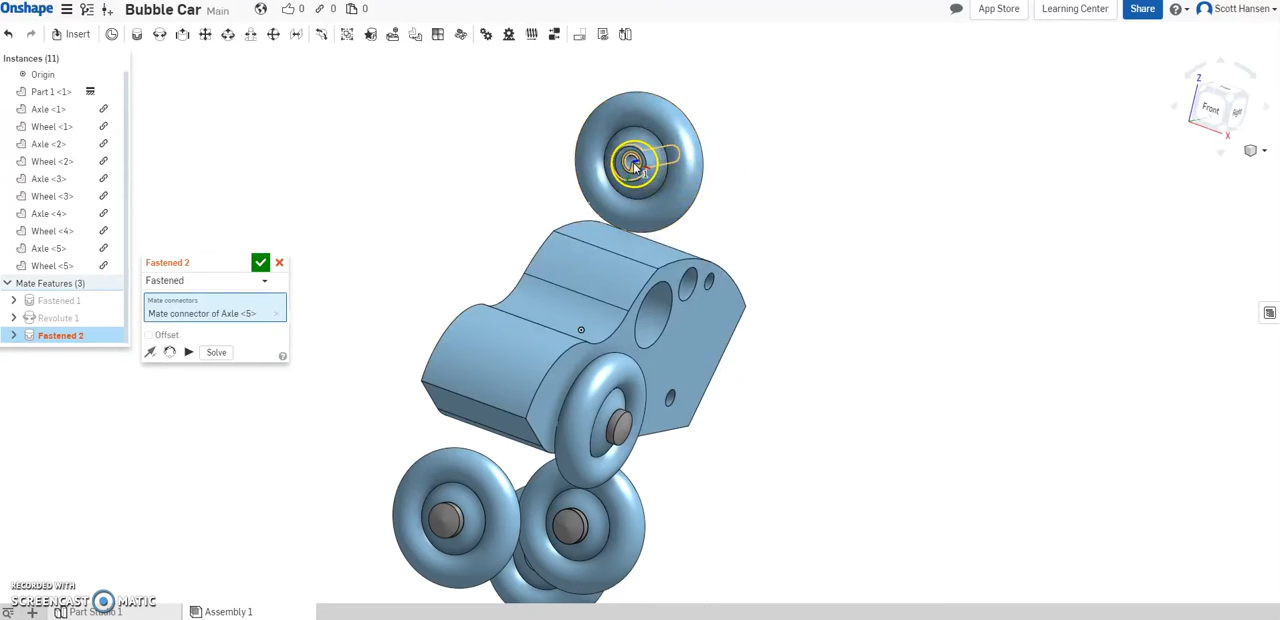 Onshape Bubble Car Main 0 0 0 App Store Learning Center Share Scott Hansen
Insert
Instances (11)
Origin
Part 1 <1>
Axle <1>
Wheel <1>
Axle <2>
Wheel <2>
Axle <3>
Wheel <3>
Axle <4>
Wheel <4>
Axle <5>
Wheel <5>
Mate Features (3)
Fastened 1
Revolute 1
Fastened 2
Fastened 2
Fastened
Mate connectors
Mate connector of Axle <5>
Offset
Solve
1
Z
Front
Right
X
RECORDED WITH
SCREENCAST MATIC
Part Studio 1 Assembly 1